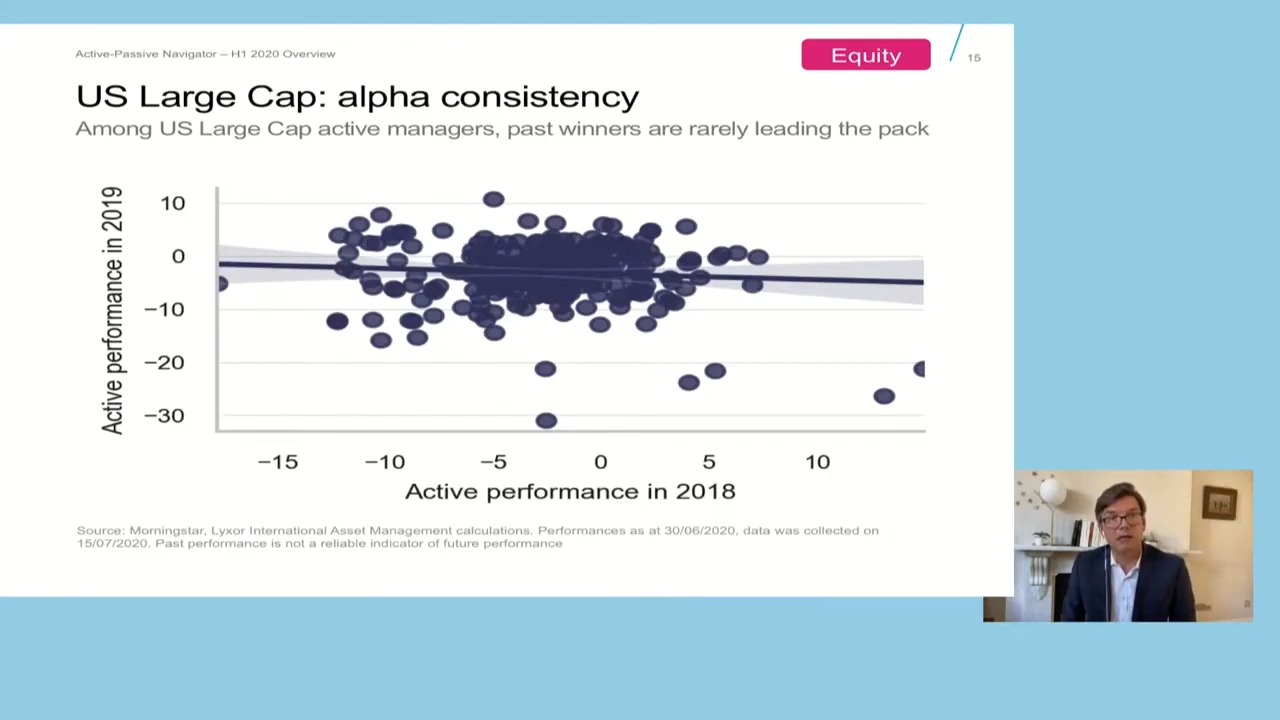 Active-Passive Navigator – H1 2020 Overview
Equity
15
US Large Cap: alpha consistency
Among US Large Cap active managers, past winners are rarely leading the pack
Active performance in 2019
10
0
−10
−20
−30
−15
−10
−5
0
5
10
Active performance in 2018
Source: Morningstar, Lyxor International Asset Management calculations. Performances as at 30/06/2020, data was collected on
15/07/2020. Past performance is not a reliable indicator of future performance